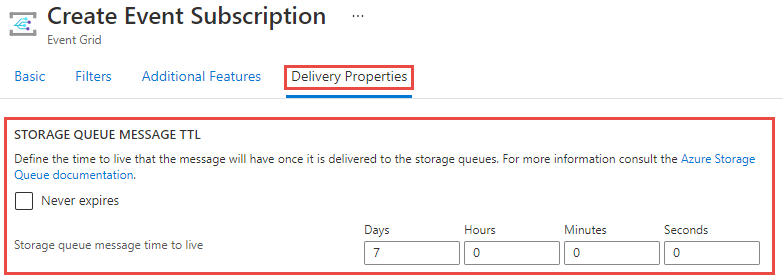 Create Event Subscription ...
Event Grid
Basic Filters Additional Features Delivery Properties
STORAGE QUEUE MESSAGE TTL
Define the time to live that the message will have once it is delivered to the storage queues. For more information consult the Azure Storage
Queue documentation.
Never expires
Days Hours Minutes Seconds
Storage queue message time to live 7 0 0 0